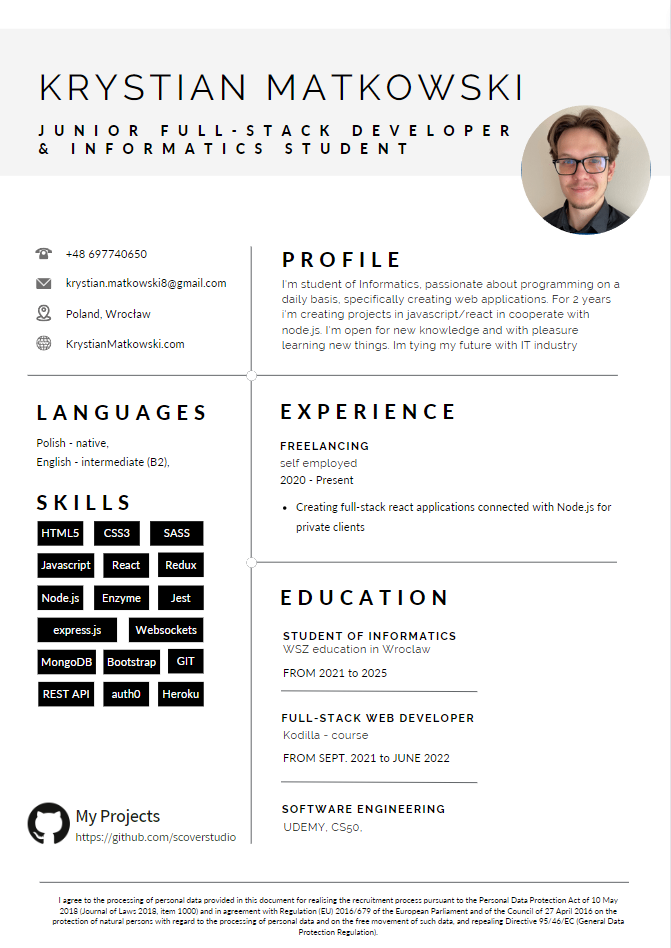 KRYSTIAN MATKOWSKI
JUNIOR FULL-STACK DEVELOPER
& INFORMATICS STUDENT
+48 697740650
krystian.matkowski8@gmail.com
Poland, Wrocław
KrystianMatkowski.com
PROFILE
I'm student of Informatics, passionate about programming on a
daily basis, specifically creating web applications. For 2 years
i'm creating projects in javascript/react in cooperate with
node.js. I'm open for new knowledge and with pleasure
learning new things. Im tying my future with IT industry
LANGUAGES
Polish - native,
English - intermediate (B2),
SKILLS
HTML5 CSS3 SASS
Javascript React Redux
Node.js Enzyme Jest
express.js Websockets
MongoDB Bootstrap GIT
REST API auth0 Heroku
My Projects
https://github.com/scoverstudio
EXPERIENCE
FREELANCING
self employed
2020 - Present
• Creating full-stack react applications connected with Node.js for
private clients
EDUCATION
STUDENT OF INFORMATICS
WSZ education in Wroclaw
FROM 2021 to 2025
FULL-STACK WEB DEVELOPER
Kodilla - course
FROM SEPT. 2021 to JUNE 2022
SOFTWARE ENGINEERING
UDEMY, CS50,
I agree to the processing of personal data provided in this document for realising the recruitment process pursuant to the Personal Data Protection Act of 10 May
2018 (Journal of Laws 2018, item 1000) and in agreement with Regulation (EU) 2016/679 of the European Parliament and of the Council of 27 April 2016 on the
protection of natural persons with regard to the processing of personal data and on the free movement of such data, and repealing Directive 95/46/EC (General Data
Protection Regulation).